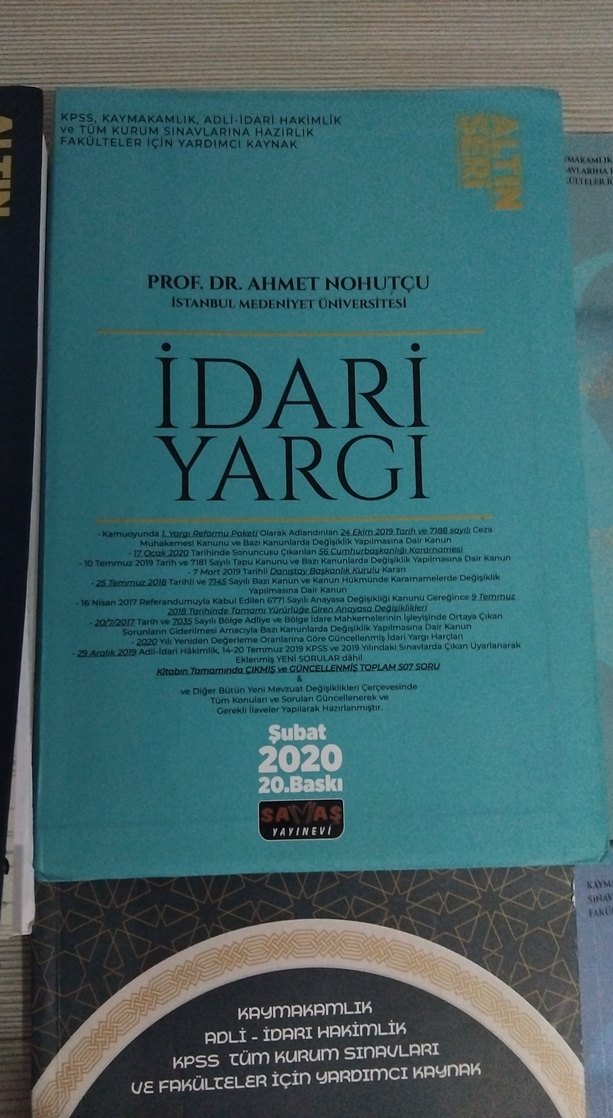 KPSS, KAYMAKAMLIK, ADLİ-İDARİ HAKİMLİK
ve TÜM KURUM SINAVLARINA HAZIRLIK
FAKÜLTELER İÇİN YARDIMCI KAYNAK
ALTIN
SERİ
ALTIN
PROF. DR. AHMET NOHUTÇU
İSTANBUL MEDENİYET ÜNİVERSİTESİ
İDARİ
YARGI
• Kamuoyunda 1. Yargı Reformu Paketi Olarak Adlandırılan 24 Ekim 2019 Tarih ve 7188 sayılı Ceza
Muhakemesi Kanunu ve Bazı Kanunlarda Değişiklik Yapılmasına Dair Kanun
• 17 Ocak 2020 Tarihinde Sonuncusu Çıkarılan 56 Cumhurbaşkanlığı Kararnamesi
• 10 Temmuz 2019 Tarih ve 7181 Sayılı Tapu Kanunu ve Bazı Kanunlarda Değişiklik Yapılmasına Dair Kanun
• 7 Mart 2019 Tarihli Danıştay Başkanlık Kurulu Kararı
• 25 Temmuz 2018 Tarihli ve 7145 Sayılı Bazı Kanun ve Kanun Hükmünde Kararnamelerde Değişiklik
Yapılmasına Dair Kanun
• 16 Nisan 2017 Referandumuyla Kabul Edilen 6771 Sayılı Anayasa Değişikliği Kanunu Gereğince 9 Temmuz
2018 Tarihinde Tamamı Yürürlüğe Giren Anayasa Değişiklikleri
• 20/7/2017 Tarih ve 7035 Sayılı Bölge Adliye ve Bölge İdare Mahkemelerinin İşleyişinde Ortaya Çıkan
Sorunların Giderilmesi Amacıyla Bazı Kanunlarda Değişiklik Yapılmasına Dair Kanun
• 2020 Yılı Yeniden Değerleme Oranlarına Göre Güncellenmiş İdari Yargı Harçları
• 29 Aralık 2019 Adli-İdari Hâkimlik, 14-20 Temmuz 2019 KPSS ve 2019 Yılındaki Sınavlarda Çıkan Uyarlanarak
Eklenmiş YENİ SORULAR dâhil
Kitabın Tamamında ÇIKMIŞ ve GÜNCELLENMİŞ TOPLAM 507 SORU
&
ve Diğer Bütün Yeni Mevzuat Değişiklikleri Çerçevesinde
Tüm Konuları ve Soruları Güncellenerek ve
Gerekli İlaveler Yapılarak Hazırlanmıştır.
Şubat
2020
20.Baskı
SAVAŞ
YAYINEVİ
KAYMAKAMLIK
ADLİ - İDARİ HAKİMLİK
KPSS TÜM KURUM SINAVLARI
VE FAKÜLTELER İÇİN YARDIMCI KAYNAK